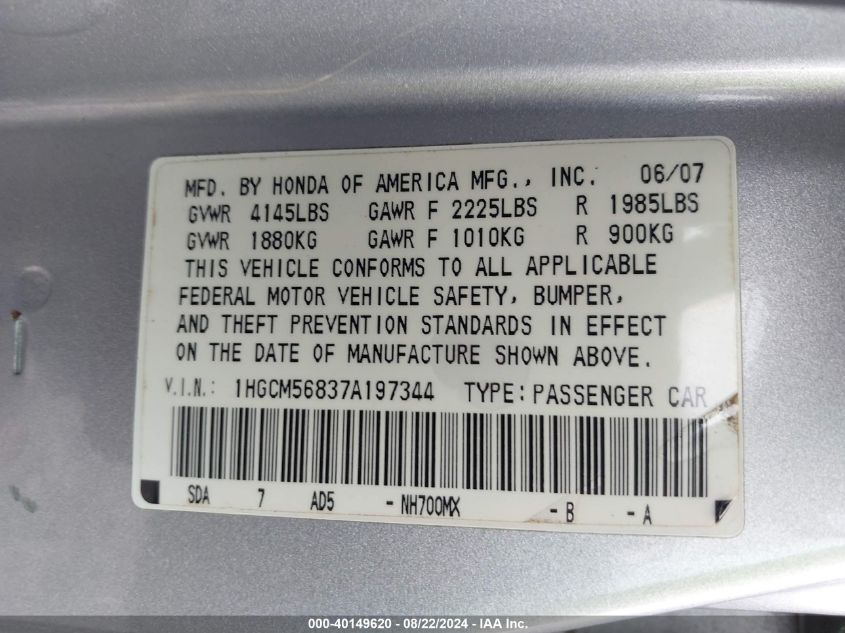 MFD. BY HONDA OF AMERICA MFG., INC. 06/07
GVWR 4145LBS GAWR F 2225LBS R 1985LBS
GVWR 1880KG GAWR F 1010KG R 900KG
THIS VEHICLE CONFORMS TO ALL APPLICABLE
FEDERAL MOTOR VEHICLE SAFETY, BUMPER,
AND THEFT PREVENTION STANDARDS IN EFFECT
ON THE DATE OF MANUFACTURE SHOWN ABOVE.
V.I.N.: 1HGCM56837A197344 TYPE: PASSENGER CAR
SDA 7 AD5 - NH700MX - B - A
000-40149620 - 08/22/2024 - IAA Inc.